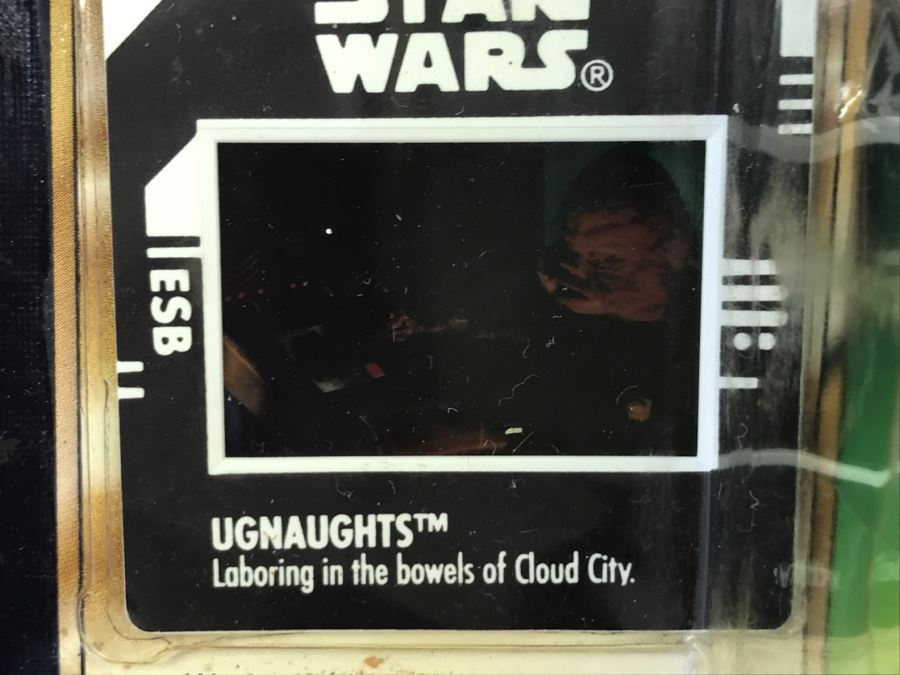 STAR
WARS®
ESB
UGNAUGHTS™
Laboring in the bowels of Cloud City.